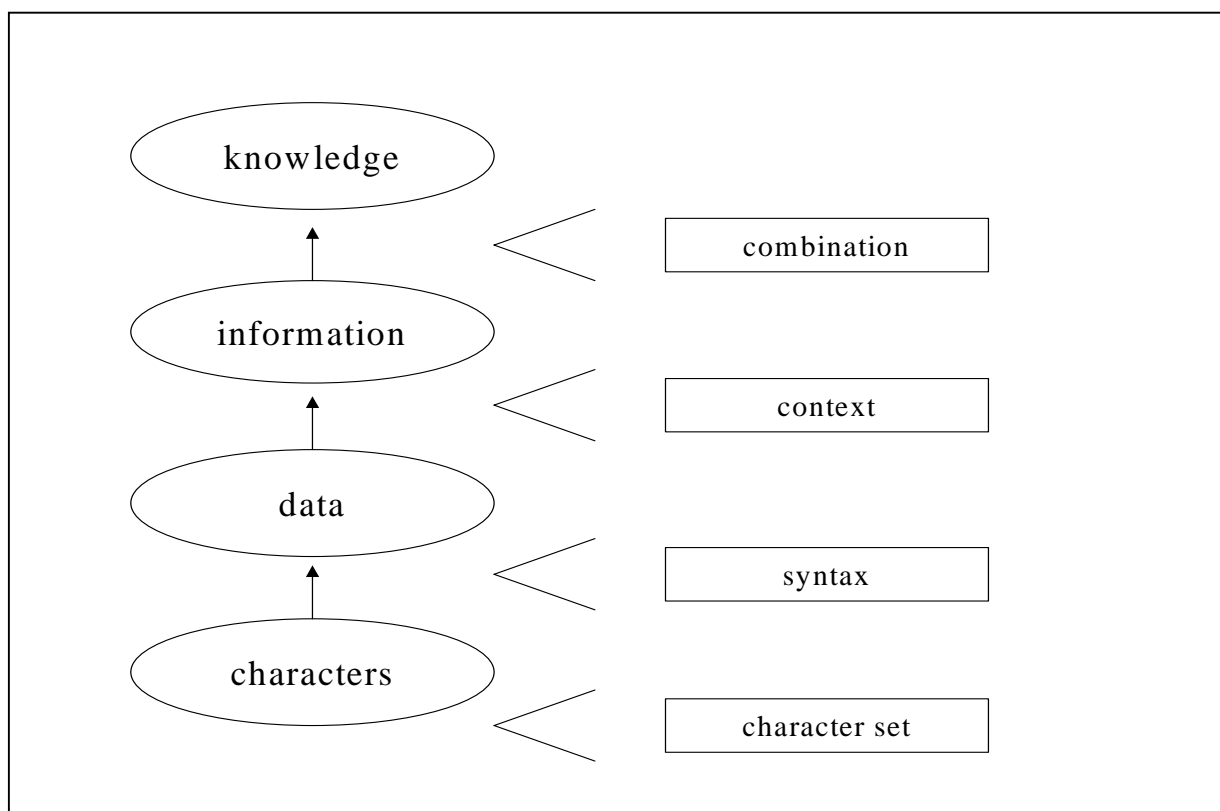 knowledge
combination
information
context
data
syntax
characters
character set